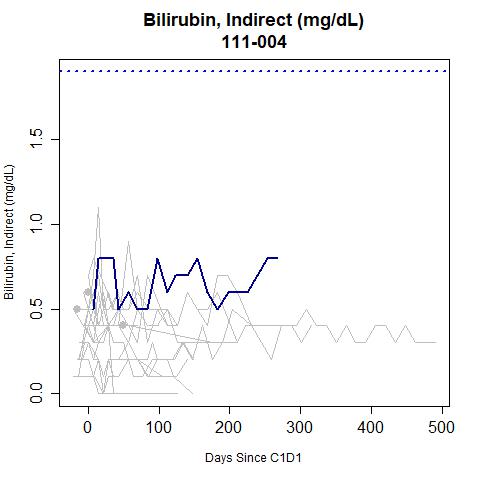 Bilirubin, Indirect (mg/dL)
111-004
Bilirubin, Indirect (mg/dL)
1.5
1.0
0.5
0.0
0 100 200 300 400 500
Days Since C1D1